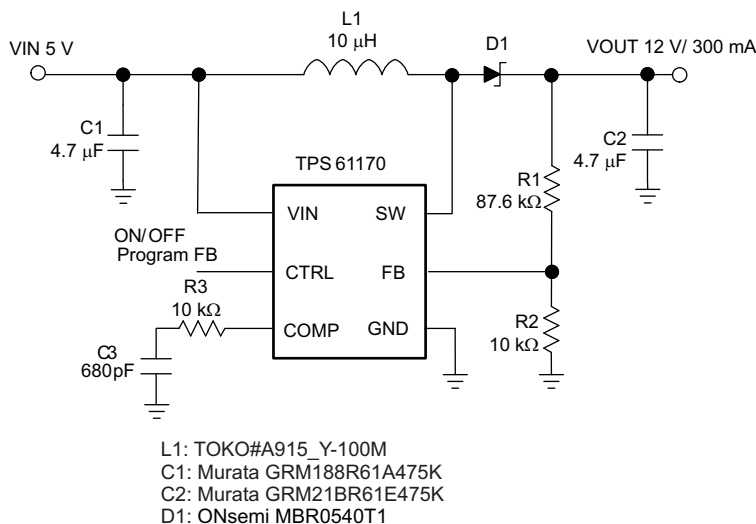 L1
10 μH
D1
VIN 5 V
VOUT 12 V/ 300 mA
C1
4.7 μF
C2
4.7 μF
TPS 61170
R1
87.6 kΩ
VIN
SW
ON/OFF
Program FB
CTRL
FB
R3
10 kΩ
COMP
GND
R2
10 kΩ
C3
680pF
L1: TOKO#A915_Y-100M
C1: Murata GRM188R61A475K
C2: Murata GRM21BR61E475K
D1: ONsemi MBR0540T1